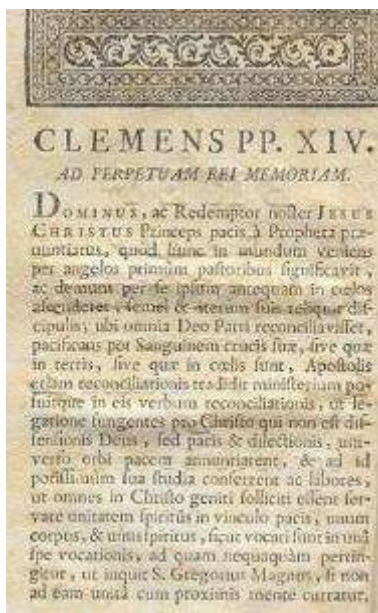 CLEMENS PP. XIV.
AD PERPETUAM REI MEMORIAM.
DOMINUS, ac Redemptor noster JESUS
CHRISTUS Princeps pacis à Propheta præ-
nuntiatus, quod hunc in mundum veniens
per angelos primùm pastoribus significavit,
ac demum per se ipsum antequam in cœlos
ascenderet, semel & iterum suis reliquit dis-
cipulis; ubi omnia Deo Patri reconciliavisset,
pacificans per Sanguinem crucis suæ, sive quæ
in terris, sive quæ in cœlis sunt, Apostolis
etiam reconciliationis tradidit ministerium po-
suitque in eis verbum reconciliationis, ut le-
gatione fungentes pro Christo qui non est dis-
sensionis Deus, sed pacis & dilectionis, uni-
verso orbi pacem annuntiarent, & ad id
potissimùm sua studia conferrent ac labores,
ut omnes in Christo geniti solliciti essent ser-
vare unitatem spiritûs in vinculo pacis, unum
corpus, & unus spiritus, sicut vocati sunt in unâ
spe vocationis, ad quam nequaquàm pertin-
gitur, ut inquit S. Gregorius Magnus, si non
ad eam unitâ cum proximis mente curratur.